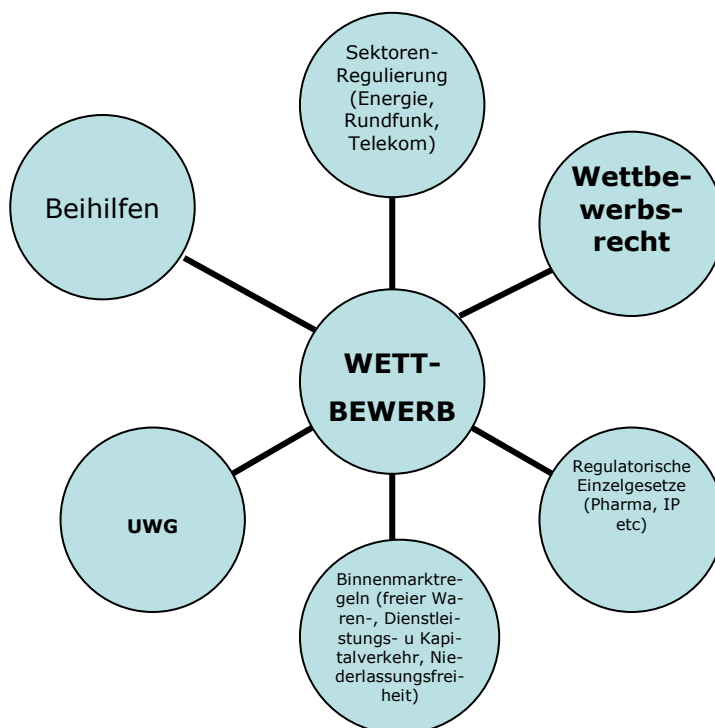 Sektoren-
Regulierung
(Energie,
Rundfunk,
Telekom)
Beihilfen
Wettbe-
werbs-
recht
WETT-
BEWERB
UWG
Regulatorische
Einzelgesetze
(Pharma, IP
etc)
Binnenmarktre-
geln (freier Wa-
ren-, Dienstlei-
stungs- u Kapi-
talverkehr, Nie-
derlassungsfrei-
heit)